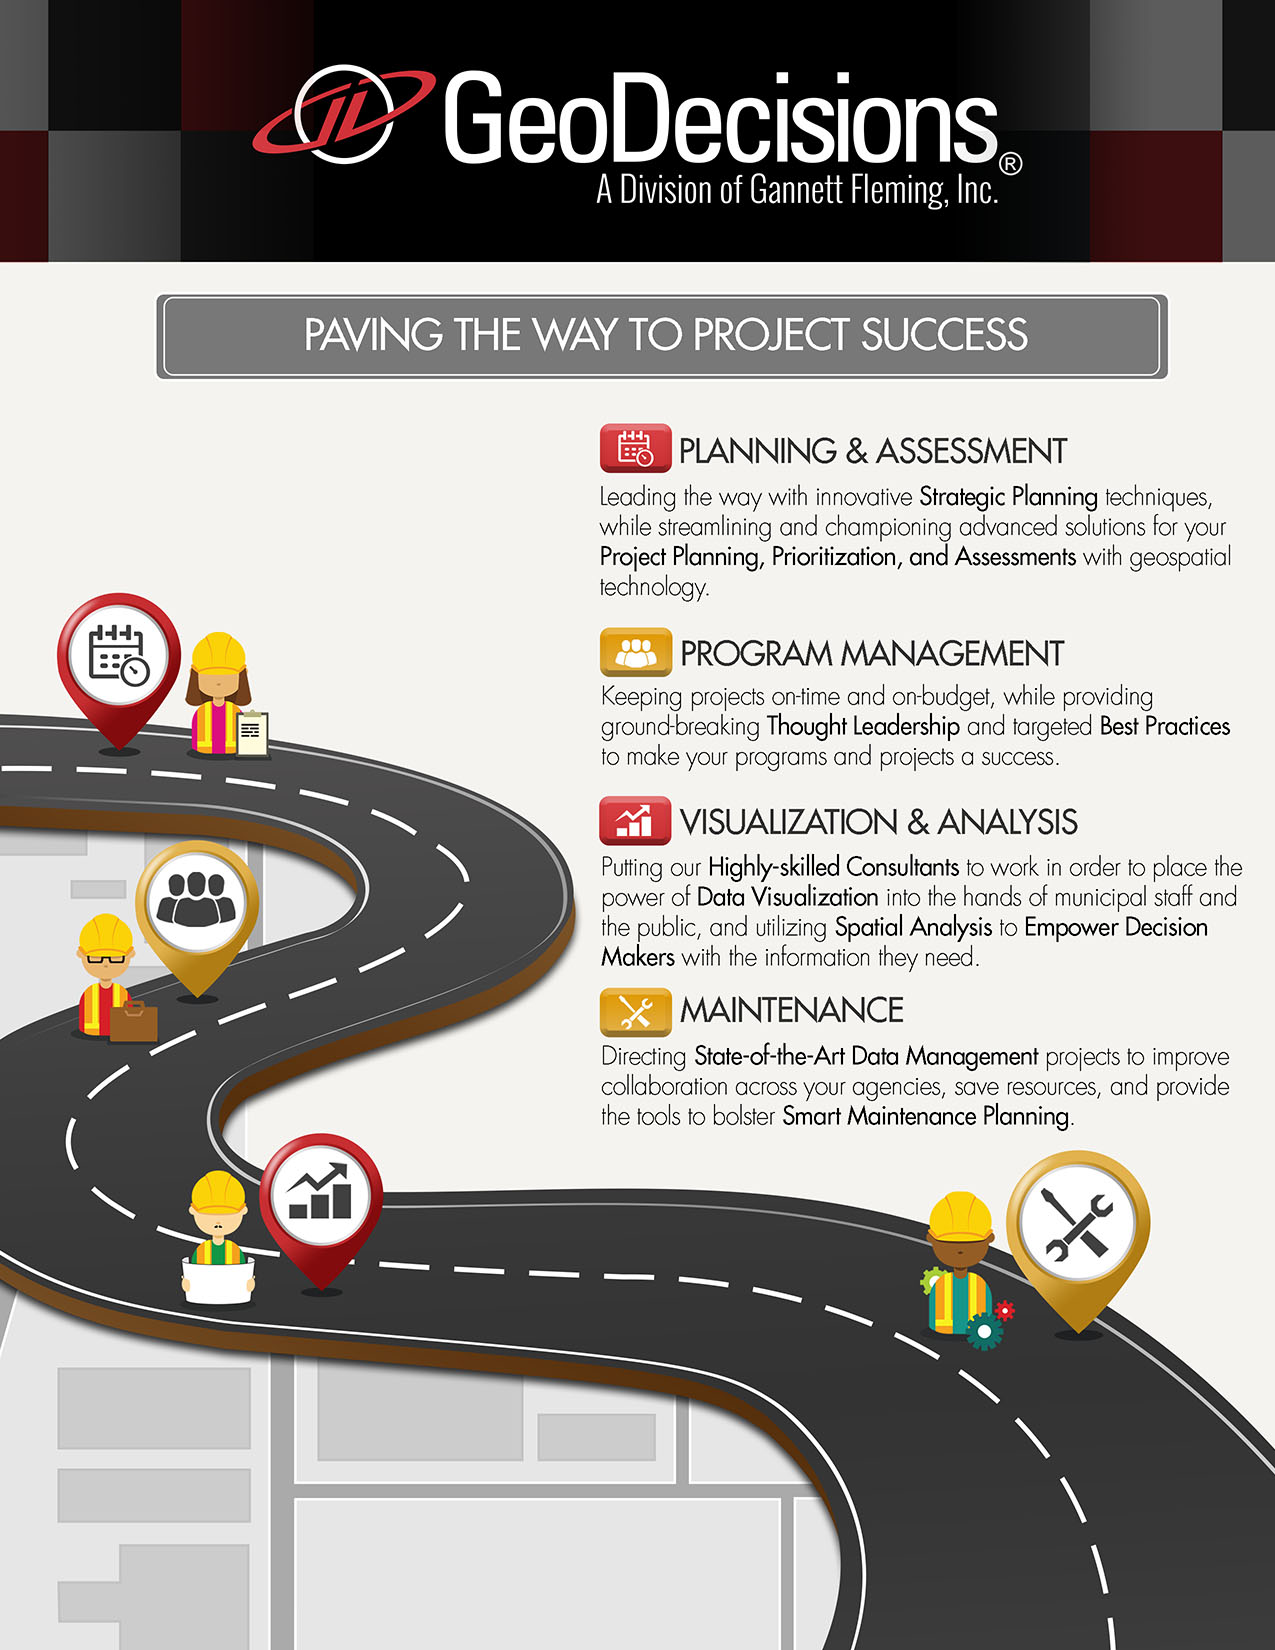 GeoDecisions®
A Division of Gannett Fleming, Inc.
PAVING THE WAY TO PROJECT SUCCESS
PLANNING & ASSESSMENT
Leading the way with innovative Strategic Planning techniques,
while streamlining and championing advanced solutions for your
Project Planning, Prioritization, and Assessments with geospatial
technology.
PROGRAM MANAGEMENT
Keeping projects on-time and on-budget, while providing
ground-breaking Thought Leadership and targeted Best Practices
to make your programs and projects a success.
VISUALIZATION & ANALYSIS
Putting our Highly-skilled Consultants to work in order to place the
power of Data Visualization into the hands of municipal staff and
the public, and utilizing Spatial Analysis to Empower Decision
Makers with the information they need.
MAINTENANCE
Directing State-of-the-Art Data Management projects to improve
collaboration across your agencies, save resources, and provide
the tools to bolster Smart Maintenance Planning.